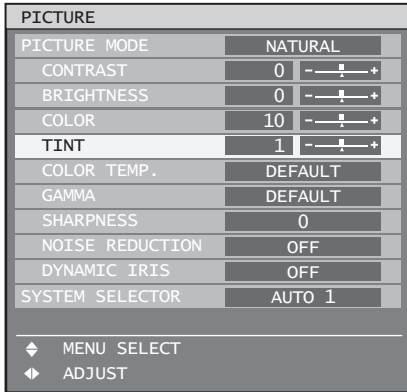 PICTURE
PICTURE MODE NATURAL
CONTRAST 0 - +
BRIGHTNESS 0 - +
COLOR 10 - +
TINT 1 - +
COLOR TEMP. DEFAULT
GAMMA DEFAULT
SHARPNESS 0
NOISE REDUCTION OFF
DYNAMIC IRIS OFF
SYSTEM SELECTOR AUTO 1
MENU SELECT
ADJUST